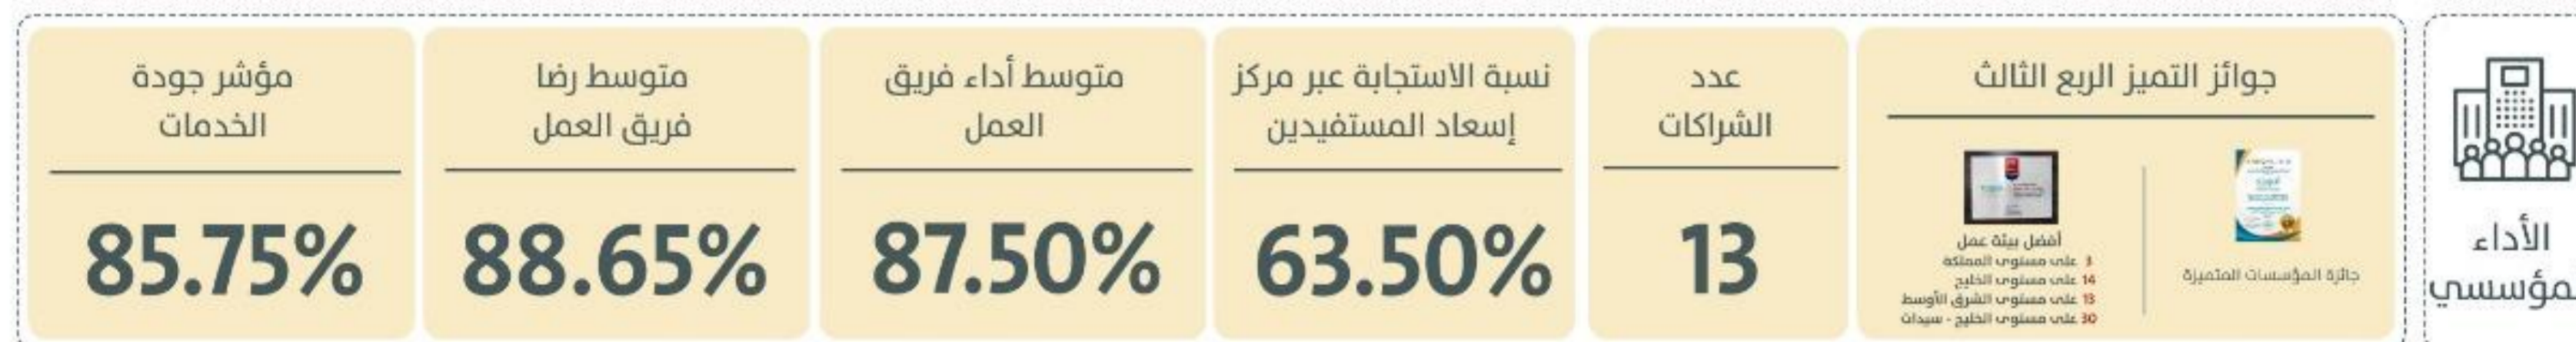 الأداء
لمؤسسي
جوائز التميز الربع الثالث
جائزة المؤسسات المتميزة
أفضل بيئة عمل
3 على مستوى المملكة
14 على مستوى الخليج
13 على مستوى الشرق الأوسط
30 على مستوى الخليج - سيدات
عدد
الشراكات
13
نسبة الاستجابة عبر مركز
إسعاد المستفيدين
63.50%
متوسط أداء فريق
العمل
87.50%
متوسط رضا
فريق العمل
88.65%
مؤشر جودة
الخدمات
85.75%